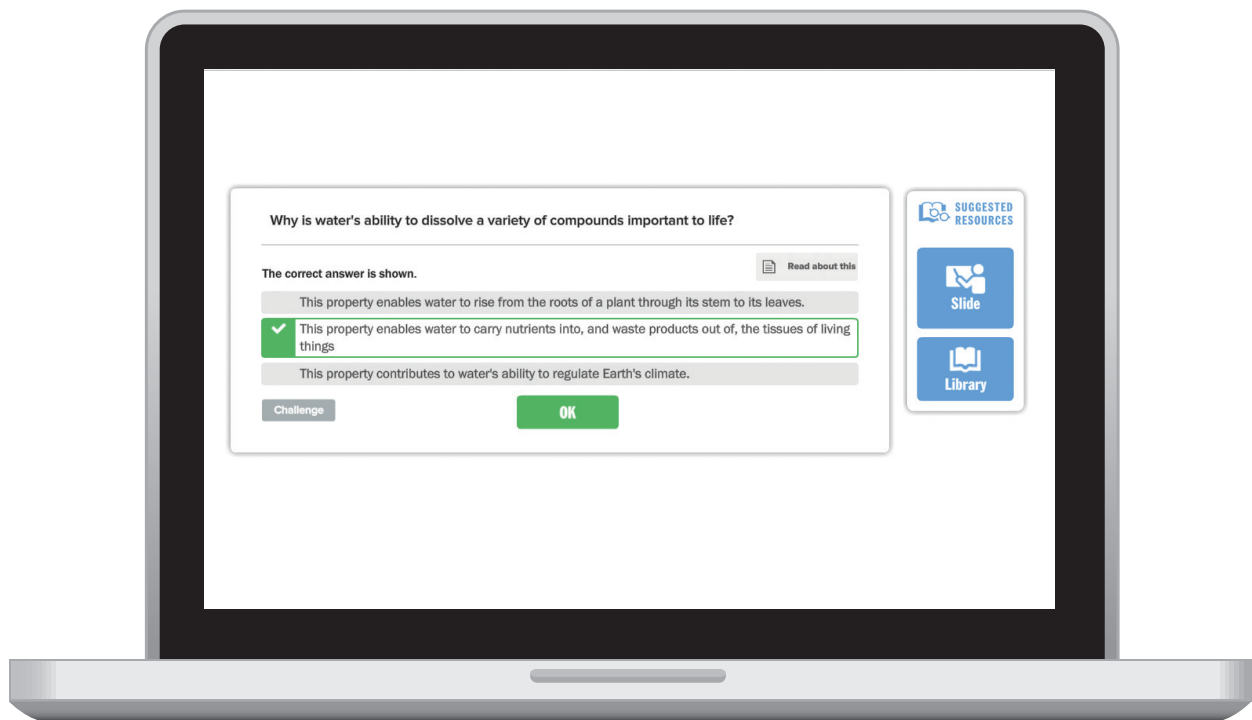 Why is water's ability to dissolve a variety of compounds important to life?
The correct answer is shown.
Read about this
This property enables water to rise from the roots of a plant through its stem to its leaves.
This property enables water to carry nutrients into, and waste products out of, the tissues of living
things
This property contributes to water's ability to regulate Earth's climate.
Challenge
OK
SUGGESTED
RESOURCES
Slide
Library